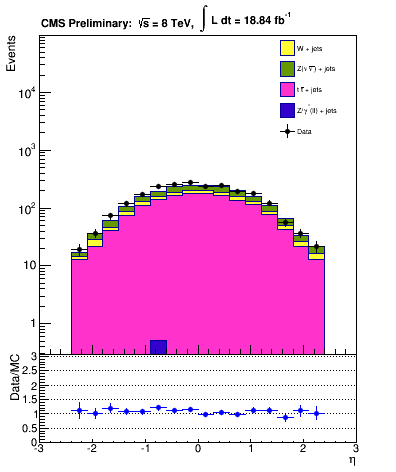 CMS Preliminary: √s = 8 TeV, ∫ L dt = 18.84 fb⁻¹
Events
W + jets
Z(ν ν̄) + jets
t t̄ + jets
Z/γ*(ll) + jets
Data
10⁴
10³
10²
10
1
Data/MC
3
2.5
2
1.5
1
0.5
0
-3 -2 -1 0 1 2 3
η